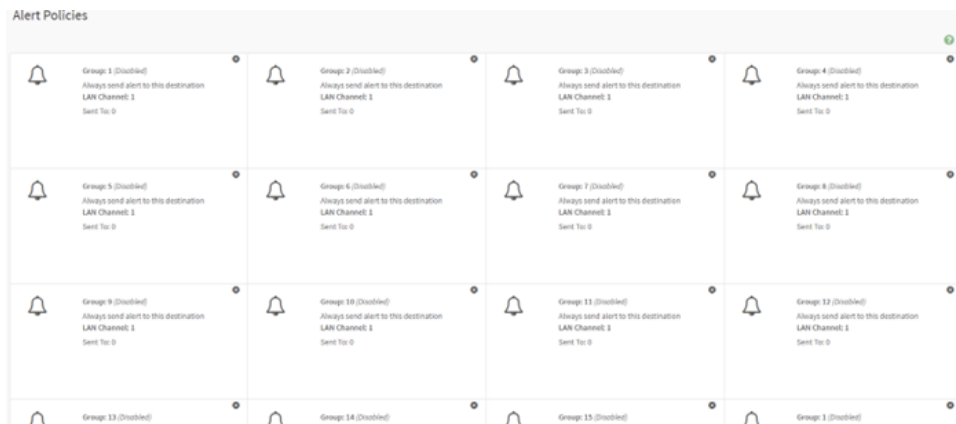 Alert Policies
Group: 1 (Disabled)
Always send alert to this destination
LAN Channel: 1
Sent To: 0
Group: 2 (Disabled)
Always send alert to this destination
LAN Channel: 1
Sent To: 0
Group: 3 (Disabled)
Always send alert to this destination
LAN Channel: 1
Sent To: 0
Group: 4 (Disabled)
Always send alert to this destination
LAN Channel: 1
Sent To: 0
Group: 5 (Disabled)
Always send alert to this destination
LAN Channel: 1
Sent To: 0
Group: 6 (Disabled)
Always send alert to this destination
LAN Channel: 1
Sent To: 0
Group: 7 (Disabled)
Always send alert to this destination
LAN Channel: 1
Sent To: 0
Group: 8 (Disabled)
Always send alert to this destination
LAN Channel: 1
Sent To: 0
Group: 9 (Disabled)
Always send alert to this destination
LAN Channel: 1
Sent To: 0
Group: 10 (Disabled)
Always send alert to this destination
LAN Channel: 1
Sent To: 0
Group: 11 (Disabled)
Always send alert to this destination
LAN Channel: 1
Sent To: 0
Group: 12 (Disabled)
Always send alert to this destination
LAN Channel: 1
Sent To: 0
Group: 13 (Disabled)
Group: 14 (Disabled)
Group: 15 (Disabled)
Group: 1 (Disabled)